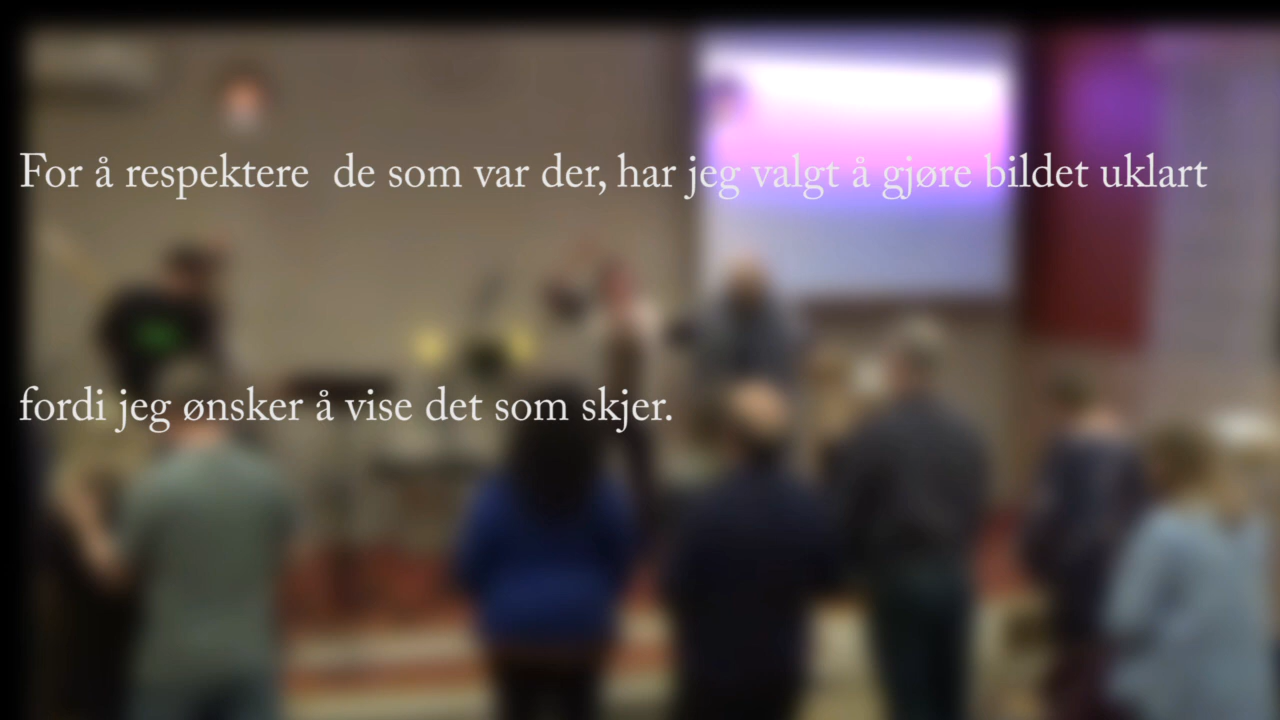 For å respektere  de som var der, har jeg valgt å gjøre bildet uklart
fordi jeg ønsker å vise det som skjer.